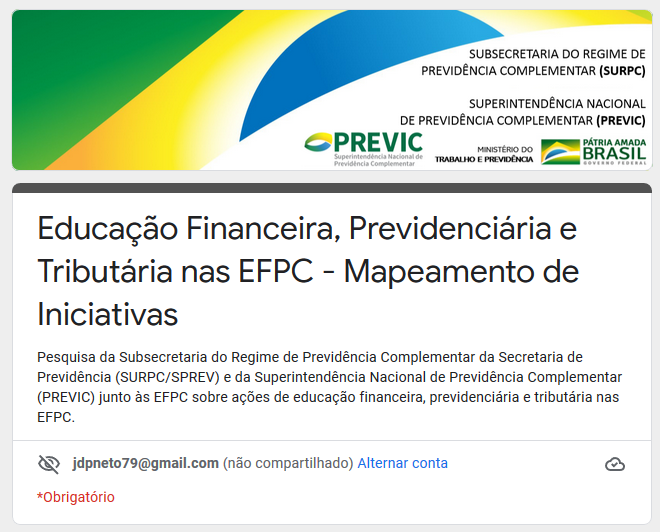 SUBSECRETARIA DO REGIME DE
PREVIDÊNCIA COMPLEMENTAR (SURPC)
SUPERINTENDÊNCIA NACIONAL
DE PREVIDÊNCIA COMPLEMENTAR (PREVIC)
PREVIC
Superintendência Nacional de
Previdência Complementar
MINISTÉRIO DO
TRABALHO E PREVIDÊNCIA
PÁTRIA AMADA
BRASIL
GOVERNO FEDERAL
Educação Financeira, Previdenciária e
Tributária nas EFPC - Mapeamento de
Iniciativas
Pesquisa da Subsecretaria do Regime de Previdência Complementar da Secretaria de
Previdência (SURPC/SPREV) e da Superintendência Nacional de Previdência Complementar
(PREVIC) junto às EFPC sobre ações de educação financeira, previdenciária e tributária nas
EFPC.
jdpneto79@gmail.com (não compartilhado) Alternar conta
*Obrigatório